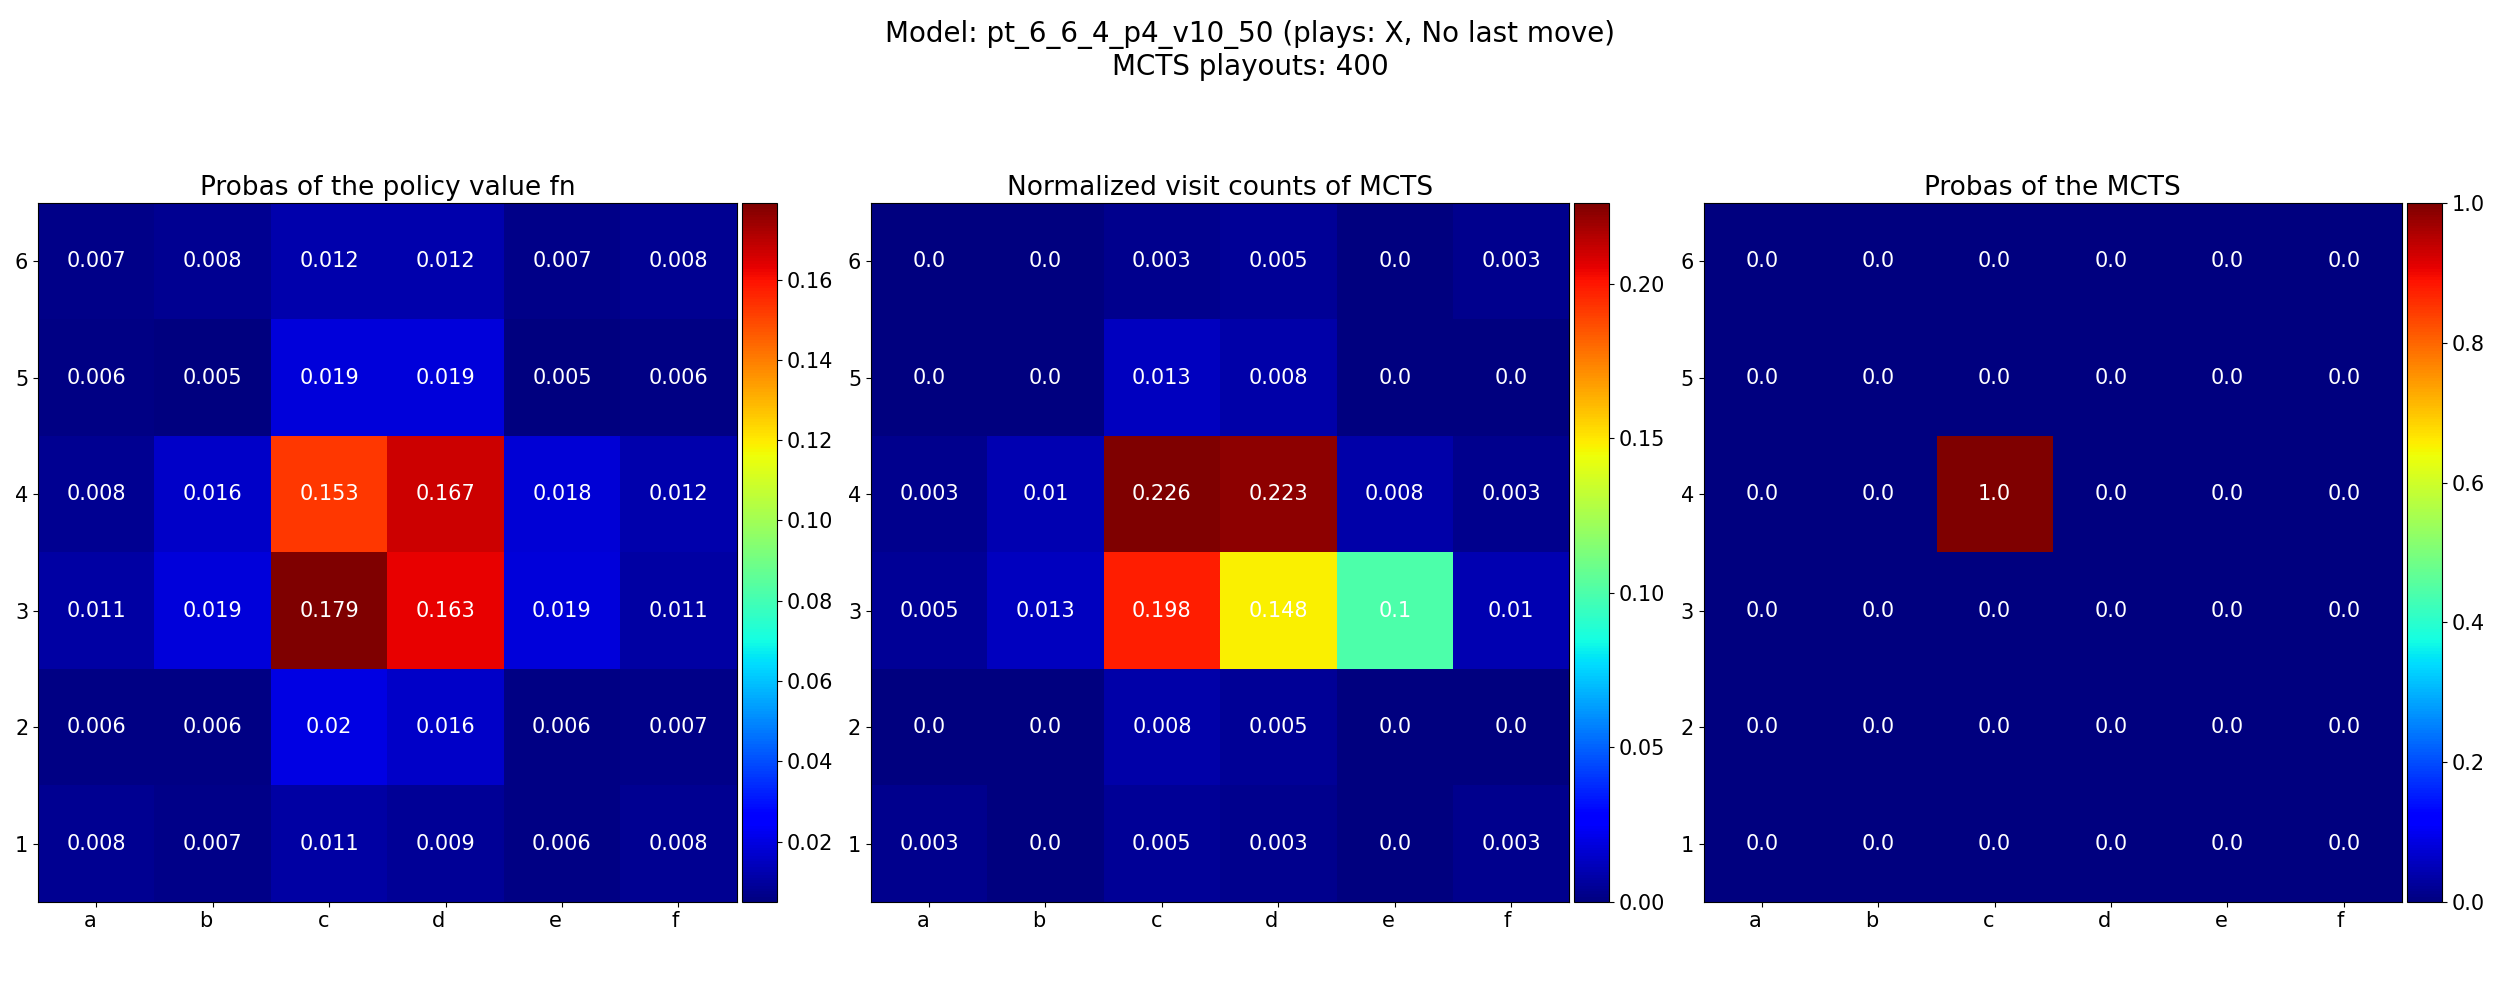 Model: pt_6_6_4_p4_v10_50 (plays: X, No last move)
MCTS playouts: 400
Probas of the policy value fn
6 0.007 0.008 0.012 0.012 0.007 0.008
5 0.006 0.005 0.019 0.019 0.005 0.006
4 0.008 0.016 0.153 0.167 0.018 0.012
3 0.011 0.019 0.179 0.163 0.019 0.011
2 0.006 0.006 0.02 0.016 0.006 0.007
1 0.008 0.007 0.011 0.009 0.006 0.008
a b c d e f
0.16
0.14
0.12
0.10
0.08
0.06
0.04
0.02
Normalized visit counts of MCTS
6 0.0 0.0 0.003 0.005 0.0 0.003
5 0.0 0.0 0.013 0.008 0.0 0.0
4 0.003 0.01 0.226 0.223 0.008 0.003
3 0.005 0.013 0.198 0.148 0.1 0.01
2 0.0 0.0 0.008 0.005 0.0 0.0
1 0.003 0.0 0.005 0.003 0.0 0.003
a b c d e f
0.20
0.15
0.10
0.05
0.00
Probas of the MCTS
6 0.0 0.0 0.0 0.0 0.0 0.0
5 0.0 0.0 0.0 0.0 0.0 0.0
4 0.0 0.0 1.0 0.0 0.0 0.0
3 0.0 0.0 0.0 0.0 0.0 0.0
2 0.0 0.0 0.0 0.0 0.0 0.0
1 0.0 0.0 0.0 0.0 0.0 0.0
a b c d e f
1.0
0.8
0.6
0.4
0.2
0.0